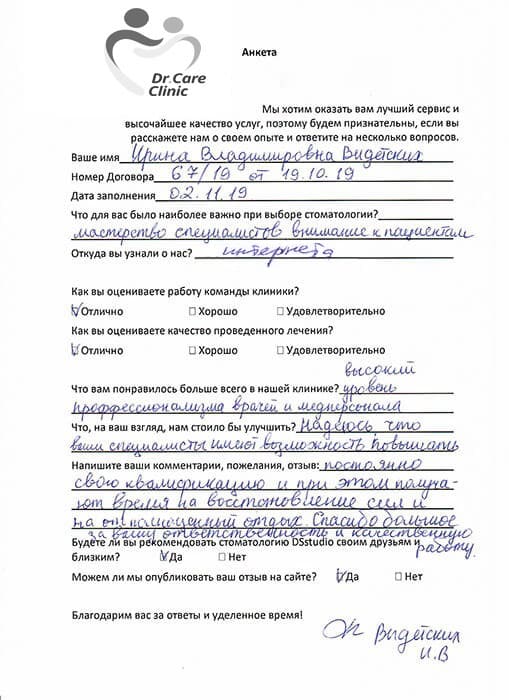 Dr.Care
Clinic
Анкета
Мы хотим оказать вам лучший сервис и
высочайшее качество услуг, поэтому будем признательны, если вы
расскажете нам о своем опыте и ответите на несколько вопросов.
Ваше имя Ирина Владимировна Видетских
Номер Договора 67/19 от 19.10.19
Дата заполнения 02.11.19
Что для вас было наиболее важно при выборе стоматологии?
мастерство специалистов внимание к пациентам
Откуда вы узнали о нас? интернета
Как вы оцениваете работу команды клиники?
Отлично Хорошо Удовлетворительно
Как вы оцениваете качество проведенного лечения?
Отлично Хорошо Удовлетворительно
высокий
Что вам понравилось больше всего в нашей клинике? уровень
профессионализма врачей и медперсонала
Что, на ваш взгляд, нам стоило бы улучшить? Надеюсь, что
ваши специалисты имеют возможность повышать
Напишите ваши комментарии, пожелания, отзыв: постоянно
свою квалификацию и при этом получа-
ют время на восстановление сил и
на отдых. Спасибо большое
за вашу ответственность и качественную
Будете ли вы рекомендовать стоматологию DSstudio своим друзьям и работу.
близким? Да Нет
Можем ли мы опубликовать ваш отзыв на сайте? Да Нет
Благодарим вас за ответы и уделенное время!
Видетских
И.В